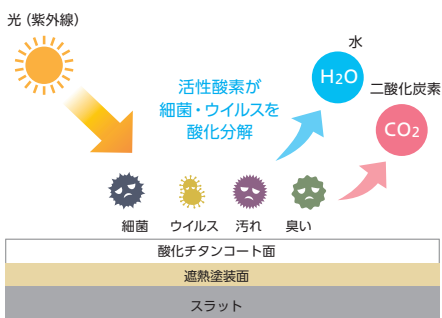 光（紫外線）
水
活性酸素が
細菌・ウイルスを
酸化分解
H2O
二酸化炭素
CO2
細菌
ウイルス
汚れ
臭い
酸化チタンコート面
遮熱塗装面
スラット